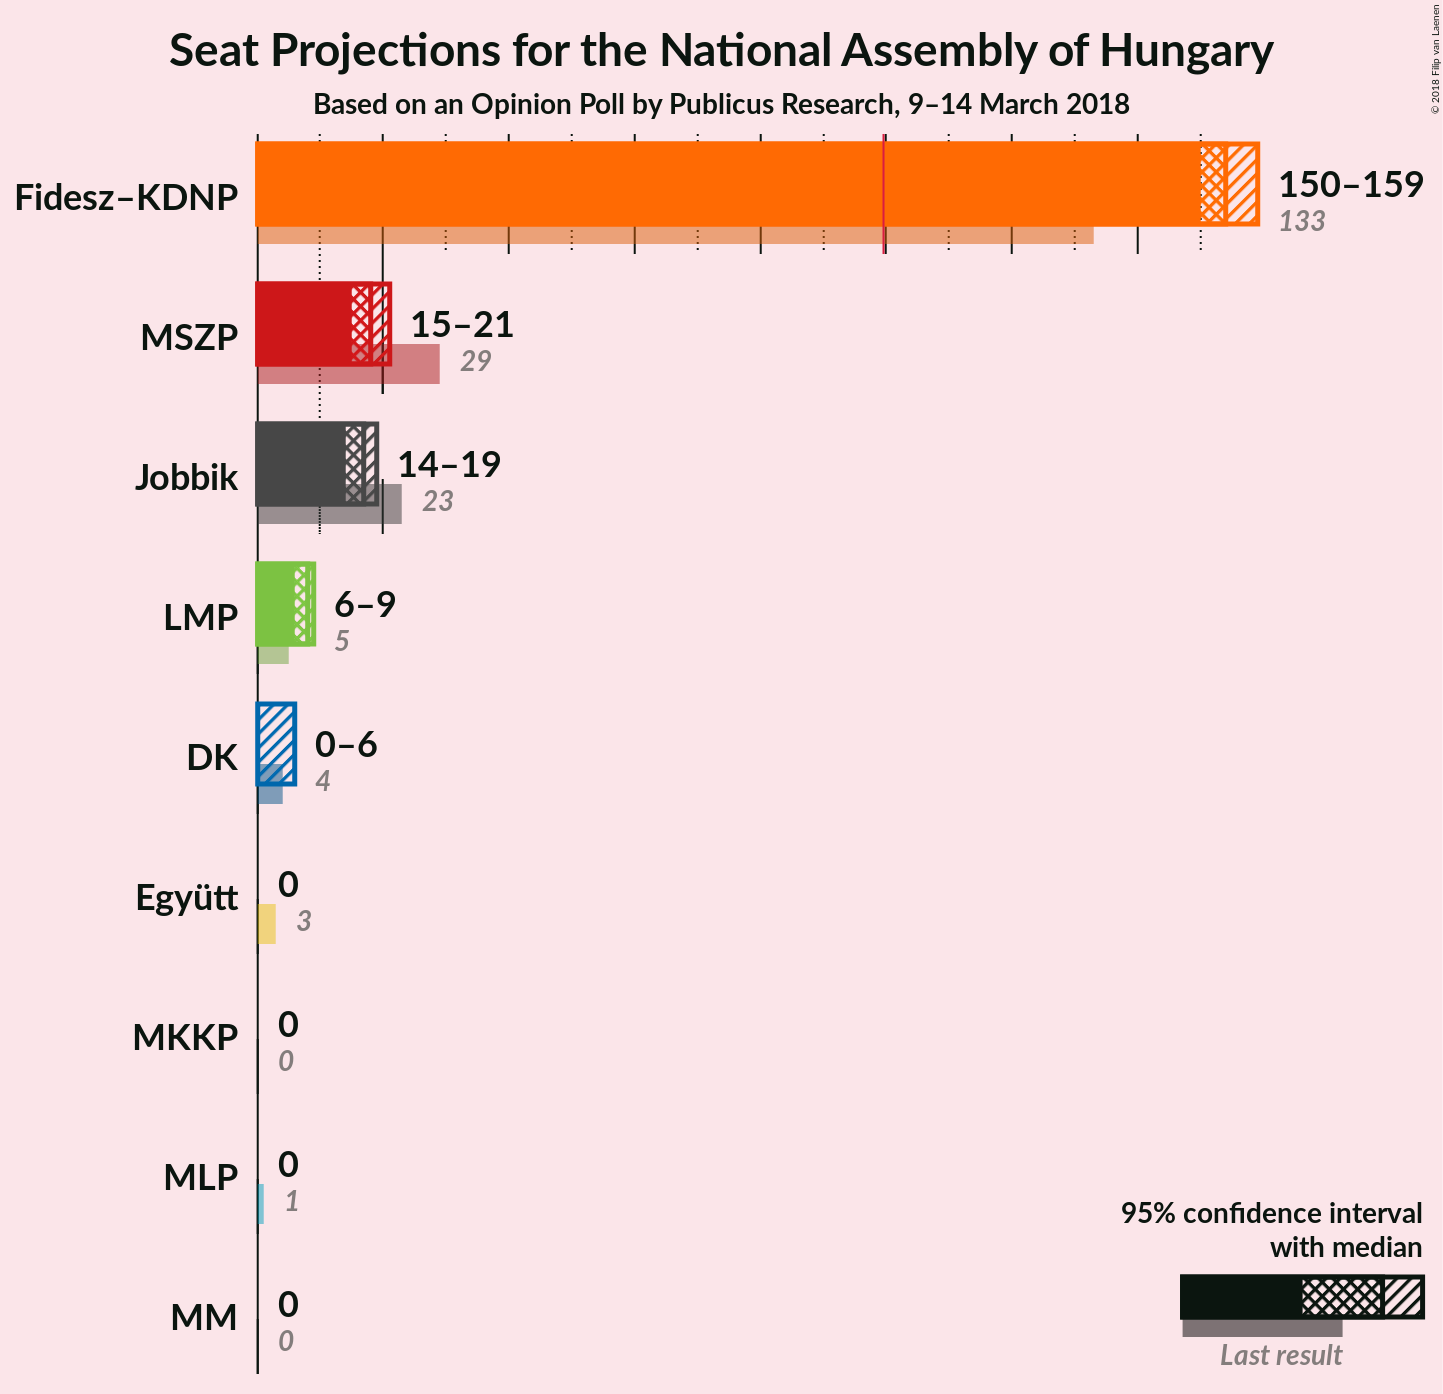 Seat Projections for the National Assembly of Hungary
Based on an Opinion Poll by Publicus Research, 9–14 March 2018
© 2018 Filip van Laenen
Fidesz–KDNP
150–159
133
MSZP
15–21
29
Jobbik
14–19
23
LMP
6–9
5
DK
0–6
4
Együtt
0
3
MKKP
0
0
MLP
0
1
MM
0
0
95% confidence interval
with median
Last result